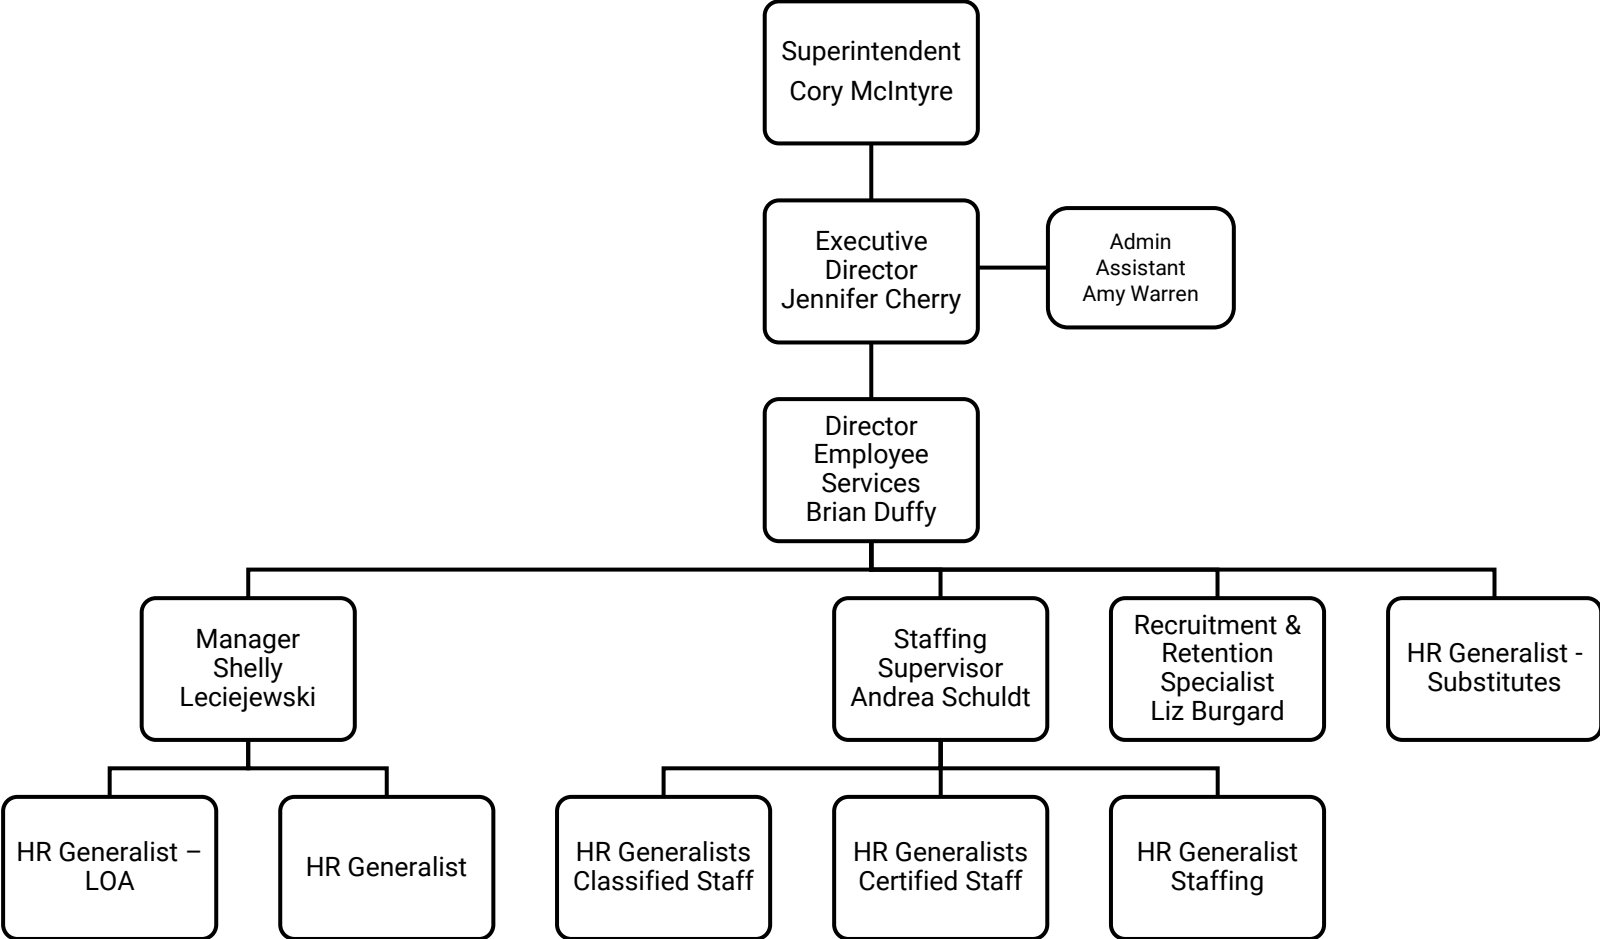 Superintendent
Cory McIntyre
Executive
Director
Jennifer Cherry
Admin
Assistant
Amy Warren
Director
Employee
Services
Brian Duffy
Manager
Shelly
Leciejewski
Staffing
Supervisor
Andrea Schuldt
Recruitment &
Retention
Specialist
Liz Burgard
HR Generalist -
Substitutes
HR Generalist –
LOA
HR Generalist
HR Generalists
Classified Staff
HR Generalists
Certified Staff
HR Generalist
Staffing